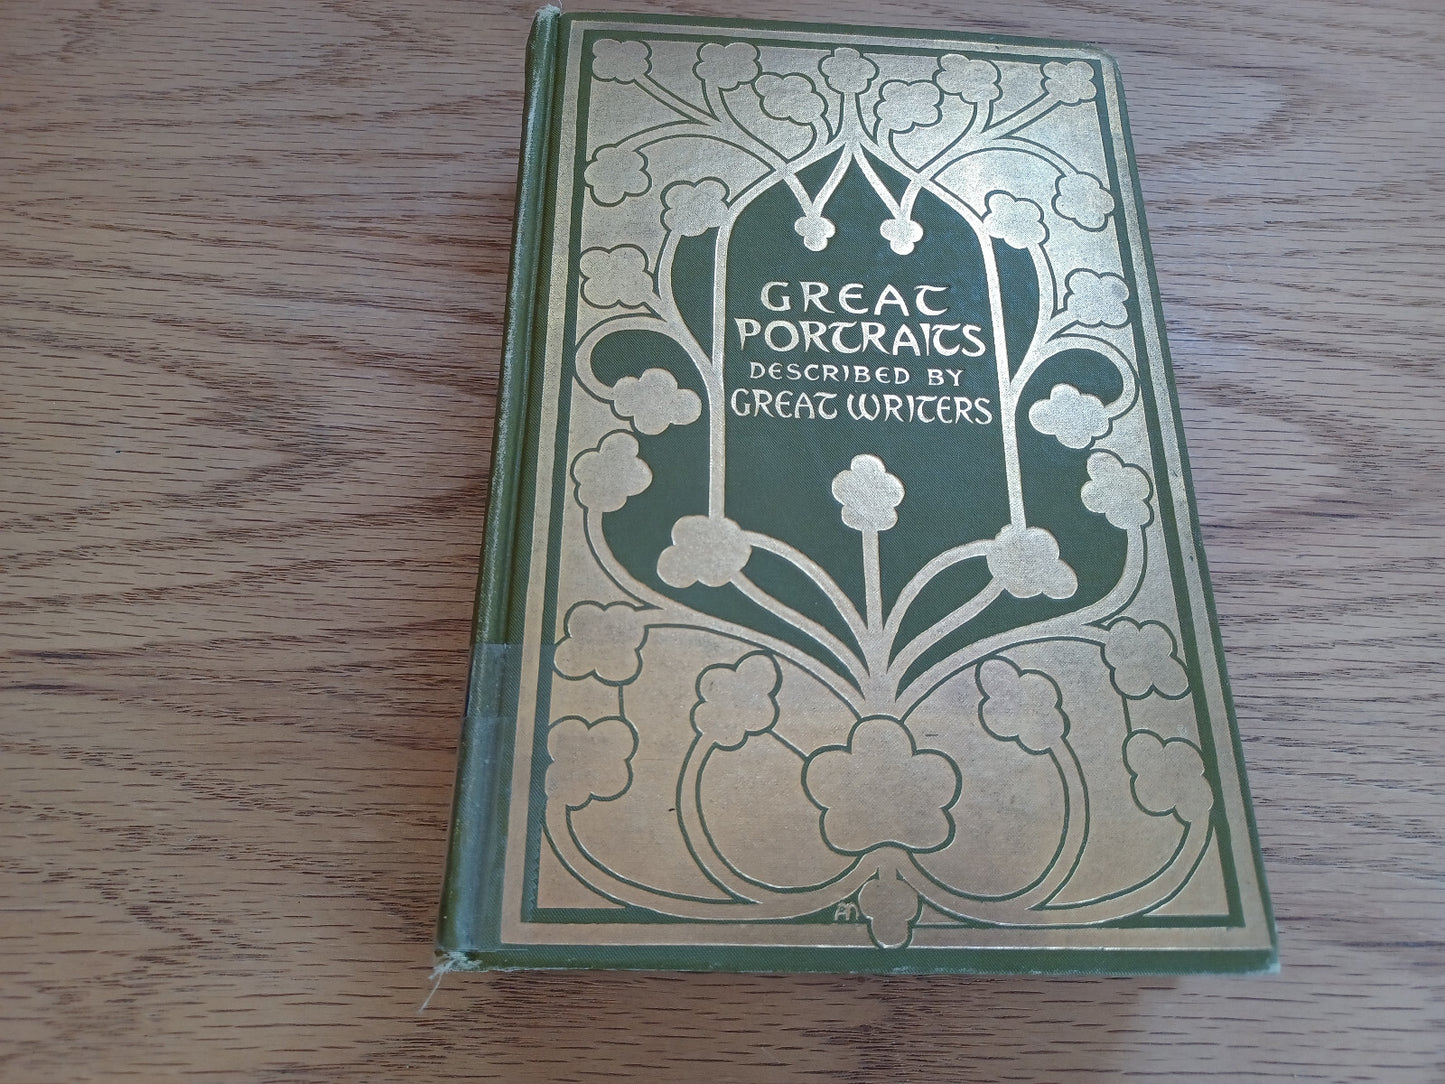 GREAT
PORTRAITS
DESCRIBED BY
GREAT WRITERS